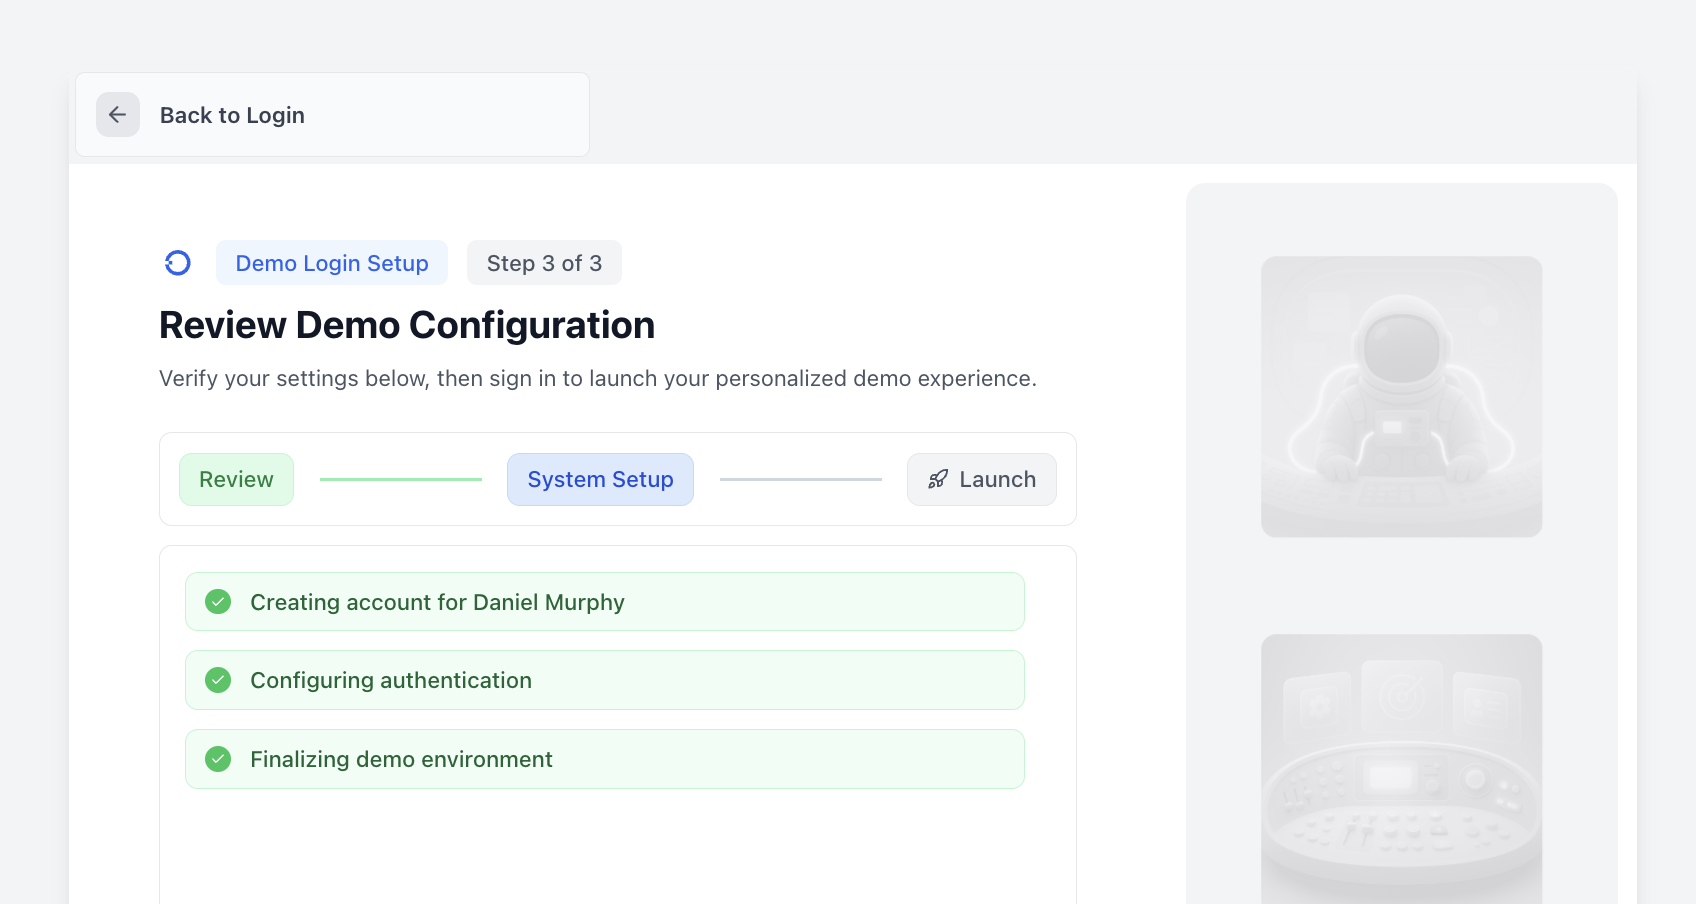 Back to Login
Demo Login Setup
Step 3 of 3
Review Demo Configuration
Verify your settings below, then sign in to launch your personalized demo experience.
Review
System Setup
Launch
Creating account for Daniel Murphy
Configuring authentication
Finalizing demo environment